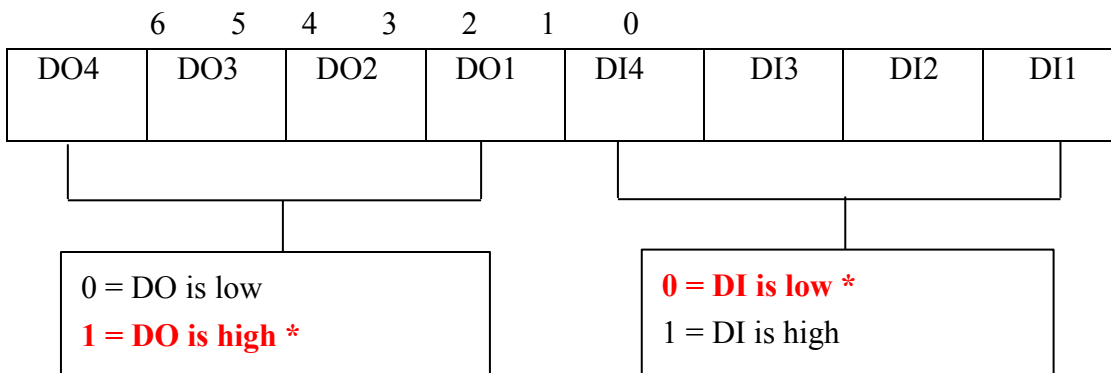 6 5 4 3 2 1 0
DO4 DO3 DO2 DO1 DI4 DI3 DI2 DI1
0 = DO is low
1 = DO is high *
0 = DI is low *
1 = DI is high